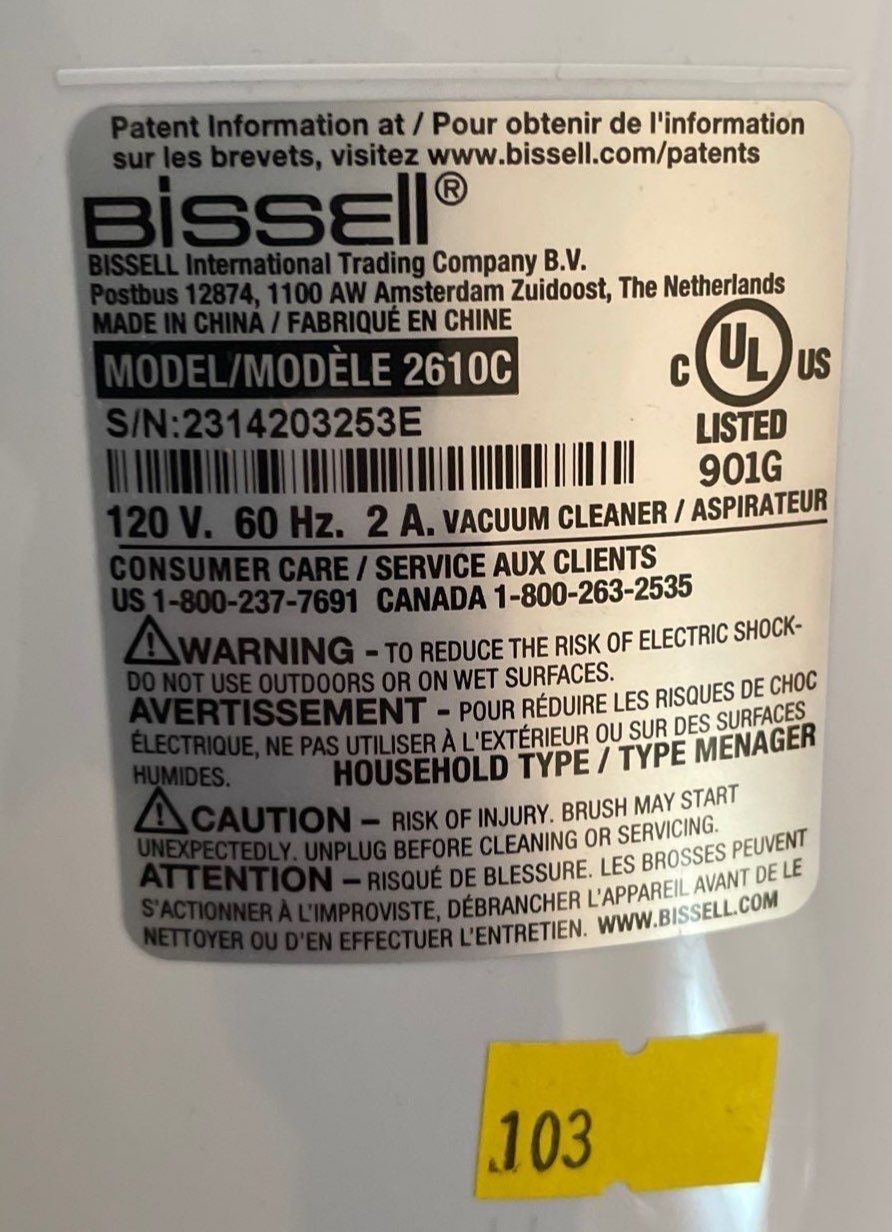 Patent Information at / Pour obtenir de l'information
sur les brevets, visitez www.bissell.com/patents
BISSELL®
BISSELL International Trading Company B.V.
Postbus 12874, 1100 AW Amsterdam Zuidoost, The Netherlands
MADE IN CHINA / FABRIQUÉ EN CHINE
MODEL/MODÈLE 2610C
C UL US
S/N:2314203253E
LISTED
901G
120 V. 60 Hz. 2 A. VACUUM CLEANER / ASPIRATEUR
CONSUMER CARE / SERVICE AUX CLIENTS
US 1-800-237-7691 CANADA 1-800-263-2535
WARNING - TO REDUCE THE RISK OF ELECTRIC SHOCK-
DO NOT USE OUTDOORS OR ON WET SURFACES.
AVERTISSEMENT - POUR RÉDUIRE LES RISQUES DE CHOC
ÉLECTRIQUE, NE PAS UTILISER À L'EXTÉRIEUR OU SUR DES SURFACES
HUMIDES. HOUSEHOLD TYPE / TYPE MENAGER
CAUTION – RISK OF INJURY. BRUSH MAY START
UNEXPECTEDLY. UNPLUG BEFORE CLEANING OR SERVICING.
ATTENTION – RISQUÉ DE BLESSURE. LES BROSSES PEUVENT
S'ACTIONNER À L'IMPROVISTE, DÉBRANCHER L'APPAREIL AVANT DE LE
NETTOYER OU D'EN EFFECTUER L'ENTRETIEN. WWW.BISSELL.COM
103